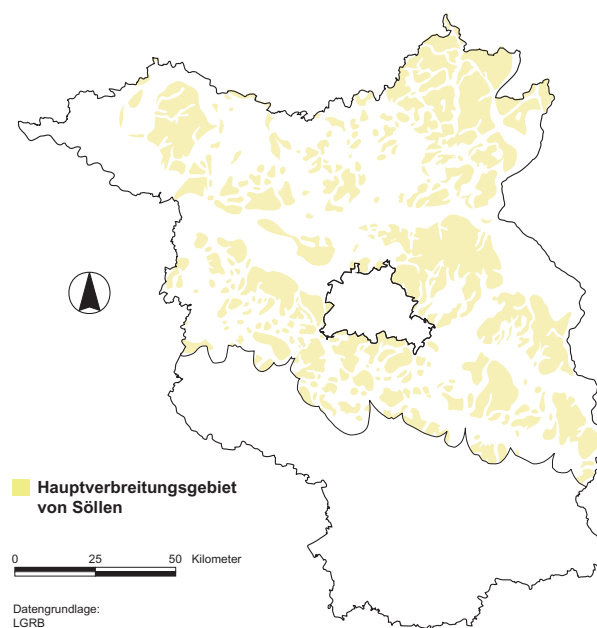 Hauptverbreitungsgebiet
von Söllen
0 25 50 Kilometer
Datengrundlage:
LGRB